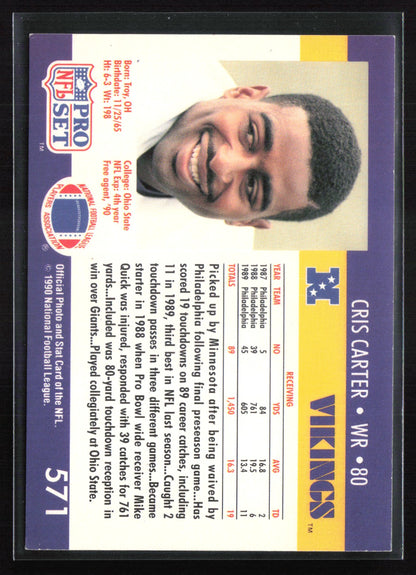 CRIS CARTER • WR • 80
VIKINGS™
RECEIVING
YEAR TEAM NO YDS AVG TD
1987 Philadelphia 5 84 16.8 2
1988 Philadelphia 39 761 19.5 6
1989 Philadelphia 45 605 13.4 11
TOTALS 89 1,450 16.3 19
Picked up by Minnesota after being waived by
Philadelphia following final preseason game...Has
scored 19 touchdowns on 89 career catches, including
11 in 1989, third best in NFL last season...Caught 2
touchdown passes in three different games...Became
starter in 1988 when Pro Bowl wide receiver Mike
Quick was injured, responded with 39 catches for 761
yards...Included was 80-yard touchdown reception in
win over Giants...Played collegiately at Ohio State.
Born: Troy, OH
Birthdate: 11/25/65
Ht: 6-3 Wt: 198
College: Ohio State
NFL Exp: 4th year
Free agent, '90
NFL
PRO
SET
™
NATIONAL FOOTBALL LEAGUE
PLAYERS ASSOCIATION
®
Official Photo and Stat Card of the NFL.
© 1990 National Football League.
571